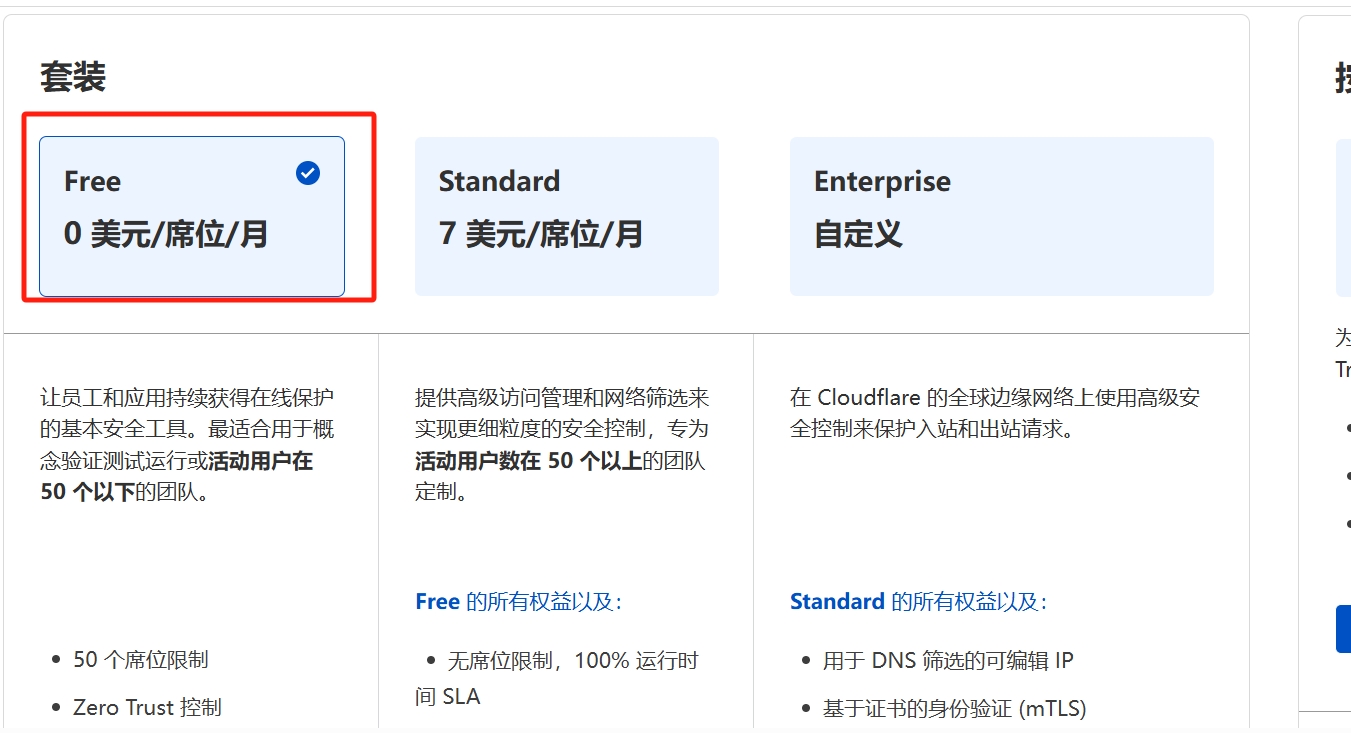 套装
Free
0 美元/席位/月
Standard
7 美元/席位/月
Enterprise
自定义
让员工和应用持续获得在线保护
的基本安全工具。最适合用于概
念验证测试运行或活动用户在
50 个以下的团队。
• 50 个席位限制
• Zero Trust 控制
提供高级访问管理和网络筛选来
实现更细粒度的安全控制，专为
活动用户数在 50 个以上的团队
定制。
Free 的所有权益以及：
• 无席位限制，100% 运行时
间 SLA
在 Cloudflare 的全球边缘网络上使用高级安
全控制来保护入站和出站请求。
Standard 的所有权益以及：
• 用于 DNS 筛选的可编辑 IP
• 基于证书的身份验证 (mTLS)
为
Tr